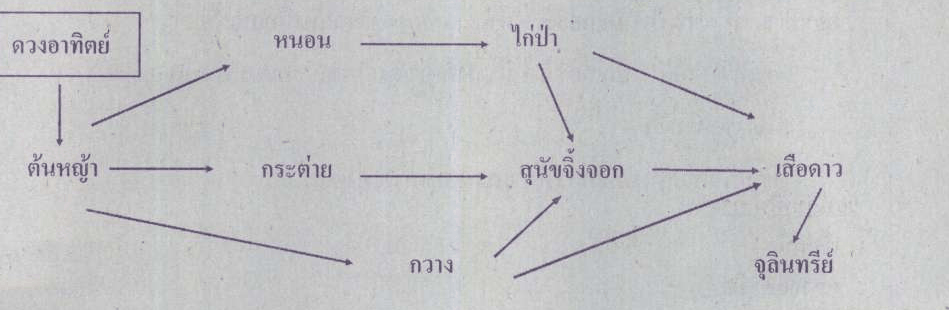 ดวงอาทิตย์
หนอน
ไก่ป่า
ต้นหญ้า
กระต่าย
สุนัขจิ้งจอก
เสือดาว
กวาง
จุลินทรีย์